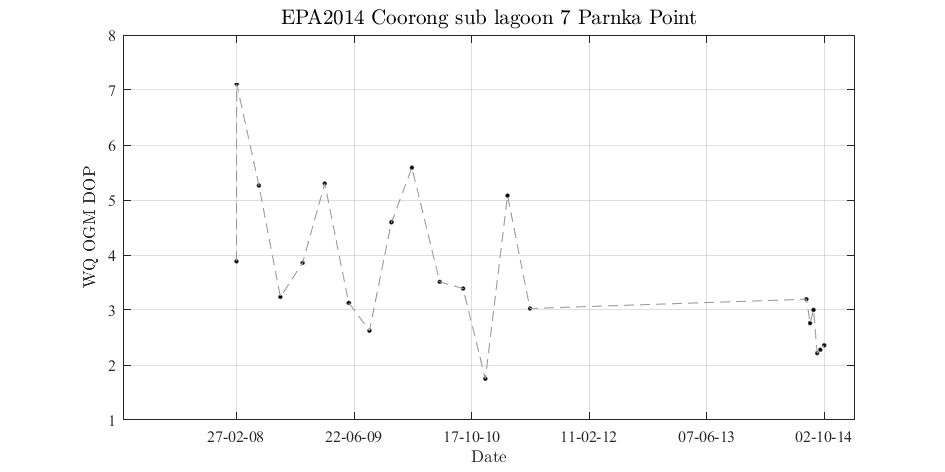 EPA2014 Coorong sub lagoon 7 Parnka Point
8
7
6
5
4
3
2
1
WQ OGM DOP
27-02-08 22-06-09 17-10-10 11-02-12 07-06-13 02-10-14
Date